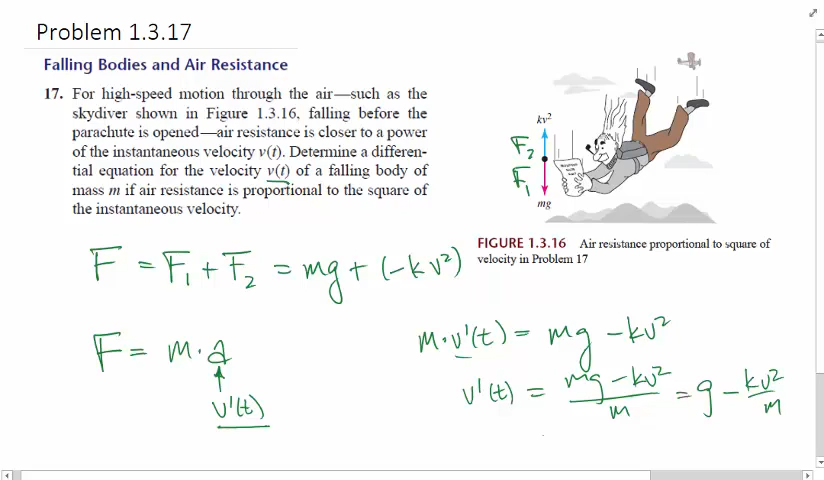 Problem 1.3.17
Falling Bodies and Air Resistance
17. For high-speed motion through the air—such as the
skydiver shown in Figure 1.3.16, falling before the
parachute is opened—air resistance is closer to a power
of the instantaneous velocity v(t). Determine a differen-
tial equation for the velocity v(t) of a falling body of
mass m if air resistance is proportional to the square of
the instantaneous velocity.
kv²
F₂
F₁
mg
FIGURE 1.3.16 Air resistance proportional to square of
velocity in Problem 17
F = F₁ + F₂ = mg + (-kv²)
F = m · a
v'(t)
m · v'(t) = mg - kv²
v'(t) = (mg - kv²)/m = g - kv²/m